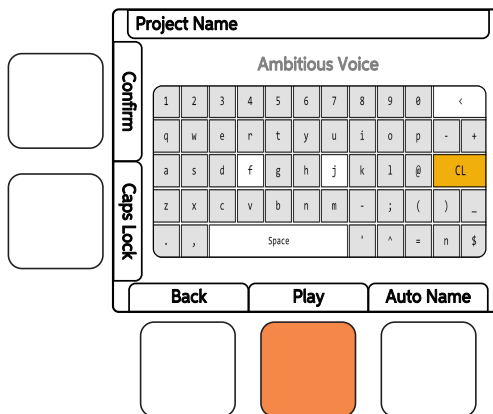 Project Name
Ambitious Voice
Confirm
Caps Lock
1 2 3 4 5 6 7 8 9 0 <
q w e r t y u i o p - +
a s d f g h j k l @ CL
z x c v b n m - ; ( ) _
. , Space ' ^ = n $
Back Play Auto Name